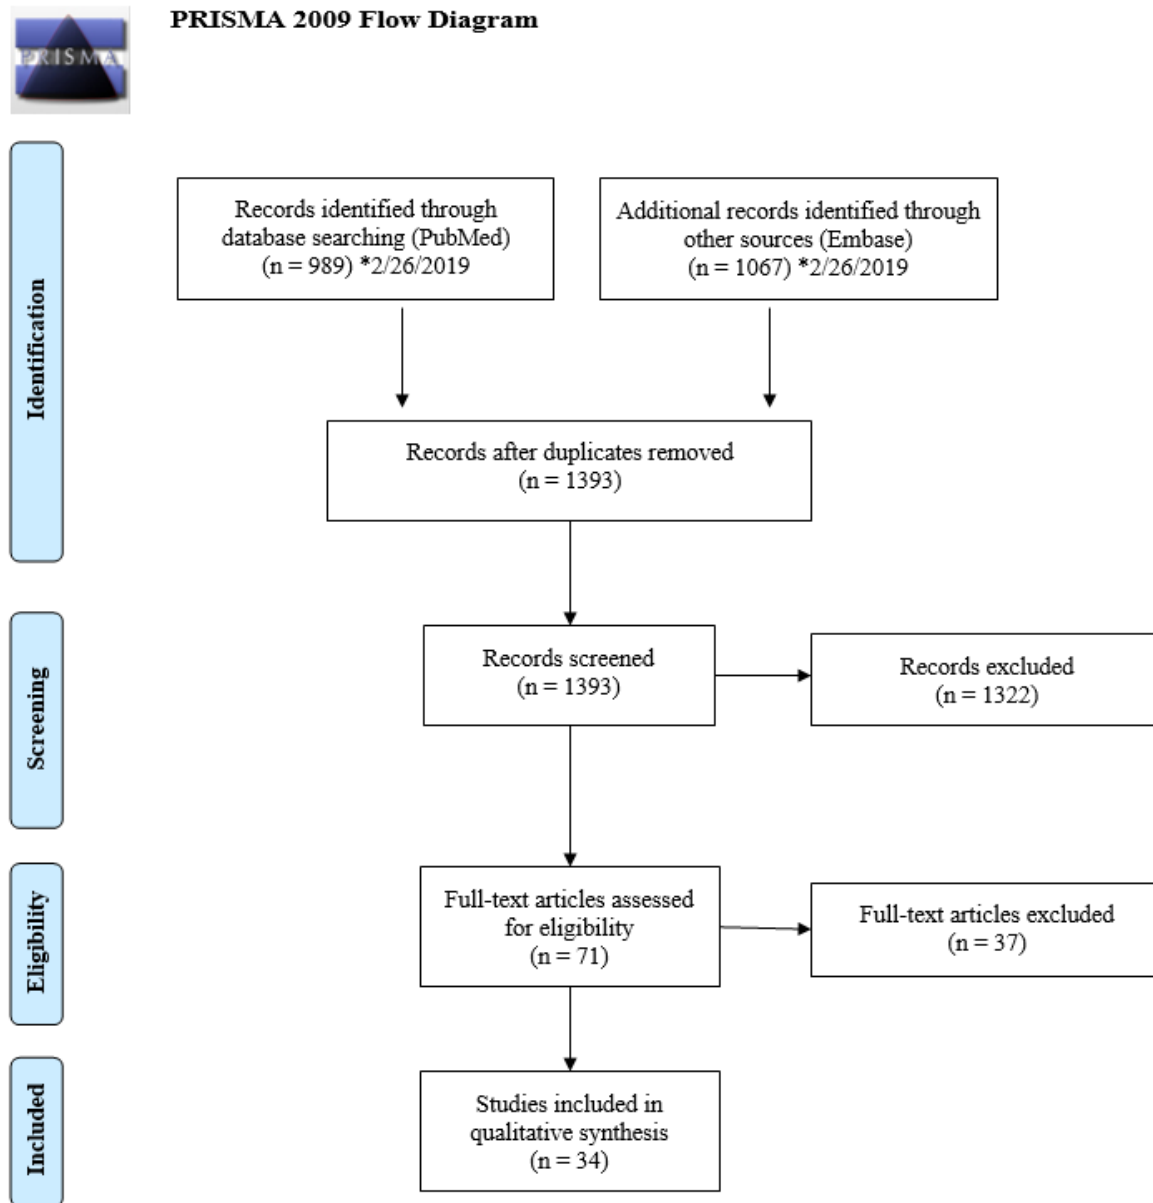 PRISMA 2009 Flow Diagram
PRISMA
Identification
Records identified through
database searching (PubMed)
(n = 989) *2/26/2019
Additional records identified through
other sources (Embase)
(n = 1067) *2/26/2019
Records after duplicates removed
(n = 1393)
Screening
Records screened
(n = 1393)
Records excluded
(n = 1322)
Eligibility
Full-text articles assessed
for eligibility
(n = 71)
Full-text articles excluded
(n = 37)
Included
Studies included in
qualitative synthesis
(n = 34)